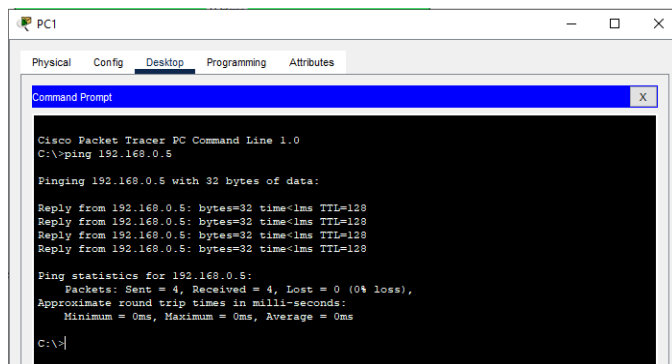 PC1
Physical Config Desktop Programming Attributes
Command Prompt
X
Cisco Packet Tracer PC Command Line 1.0
C:\>ping 192.168.0.5
Pinging 192.168.0.5 with 32 bytes of data:
Reply from 192.168.0.5: bytes=32 time<1ms TTL=128
Reply from 192.168.0.5: bytes=32 time<1ms TTL=128
Reply from 192.168.0.5: bytes=32 time<1ms TTL=128
Reply from 192.168.0.5: bytes=32 time<1ms TTL=128
Ping statistics for 192.168.0.5:
Packets: Sent = 4, Received = 4, Lost = 0 (0% loss),
Approximate round trip times in milli-seconds:
Minimum = 0ms, Maximum = 0ms, Average = 0ms
C:\>